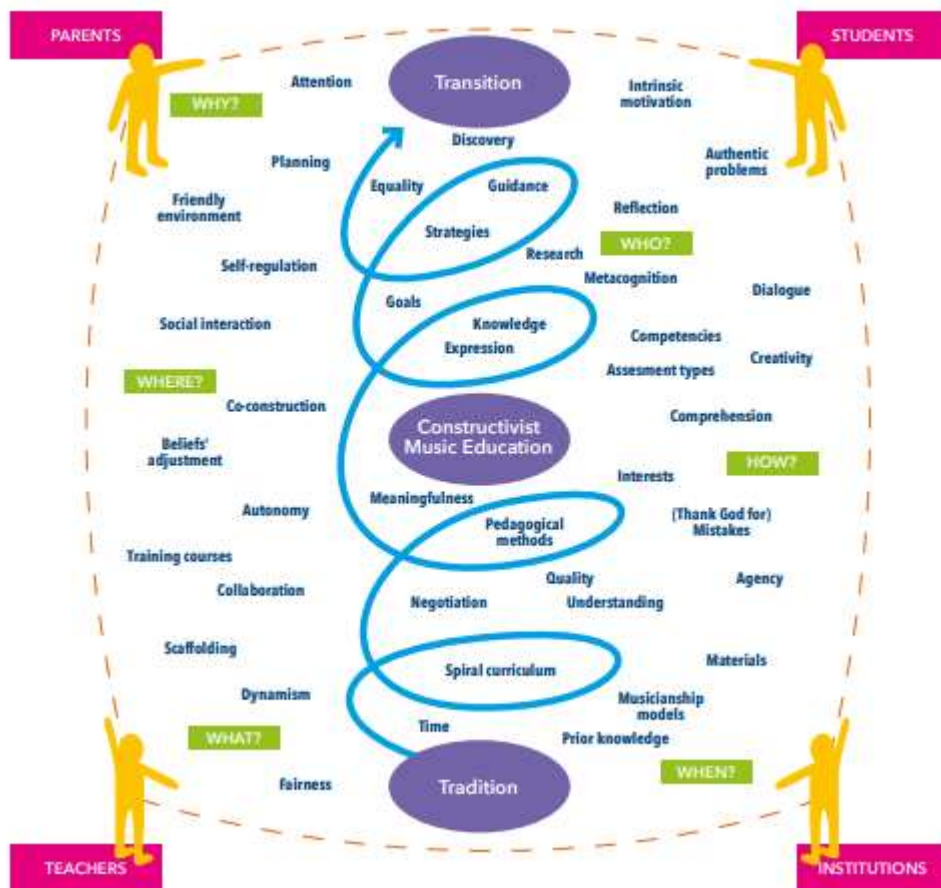 PARENTS
STUDENTS
Transition
Attention
Intrinsic
motivation
WHY?
Discovery
Planning
Authentic
problems
Equality
Guidance
Friendly
environment
Reflection
Strategies
WHO?
Research
Self-regulation
Metacognition
Dialogue
Goals
Social interaction
Knowledge
Expression
Competencies
Creativity
Assesment types
WHERE?
Co-construction
Comprehension
Constructivist
Music Education
Beliefs'
adjustment
HOW?
Interests
Meaningfulness
Autonomy
Pedagogical
methods
(Thank God for)
Mistakes
Training courses
Quality
Agency
Collaboration
Negotiation
Understanding
Scaffolding
Materials
Spiral curriculum
Dynamism
Musicianship
models
Time
WHAT?
Prior knowledge
WHEN?
Fairness
Tradition
TEACHERS
INSTITUTIONS